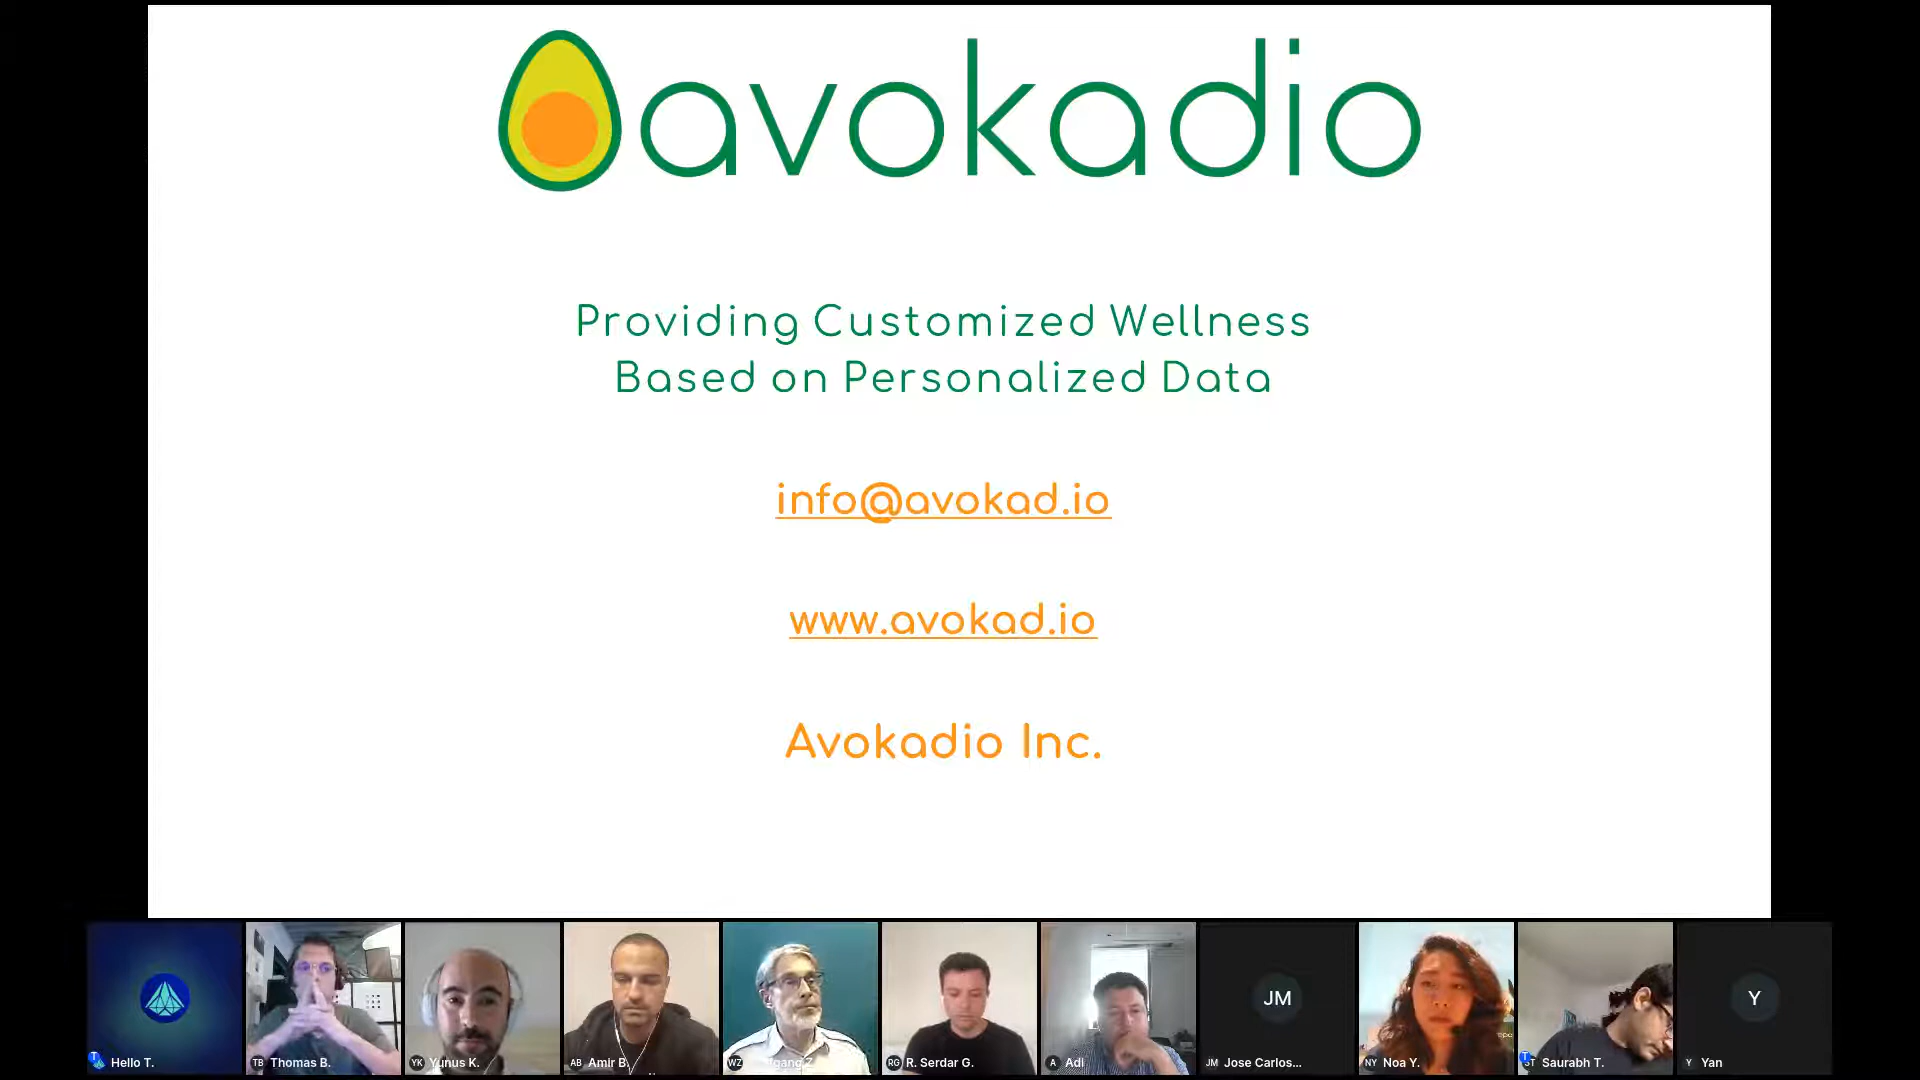 avokadio
Providing Customized Wellness
Based on Personalized Data
info@avokad.io
www.avokad.io
Avokadio Inc.
T Hello T.
TB Thomas B.
YK Yunus K.
AB Amir B.
WZ
RG R. Serdar G.
A Adi
JM
JM Jose Carlos...
NY Noa Y.
Saurabh T.
Y
Y Yan